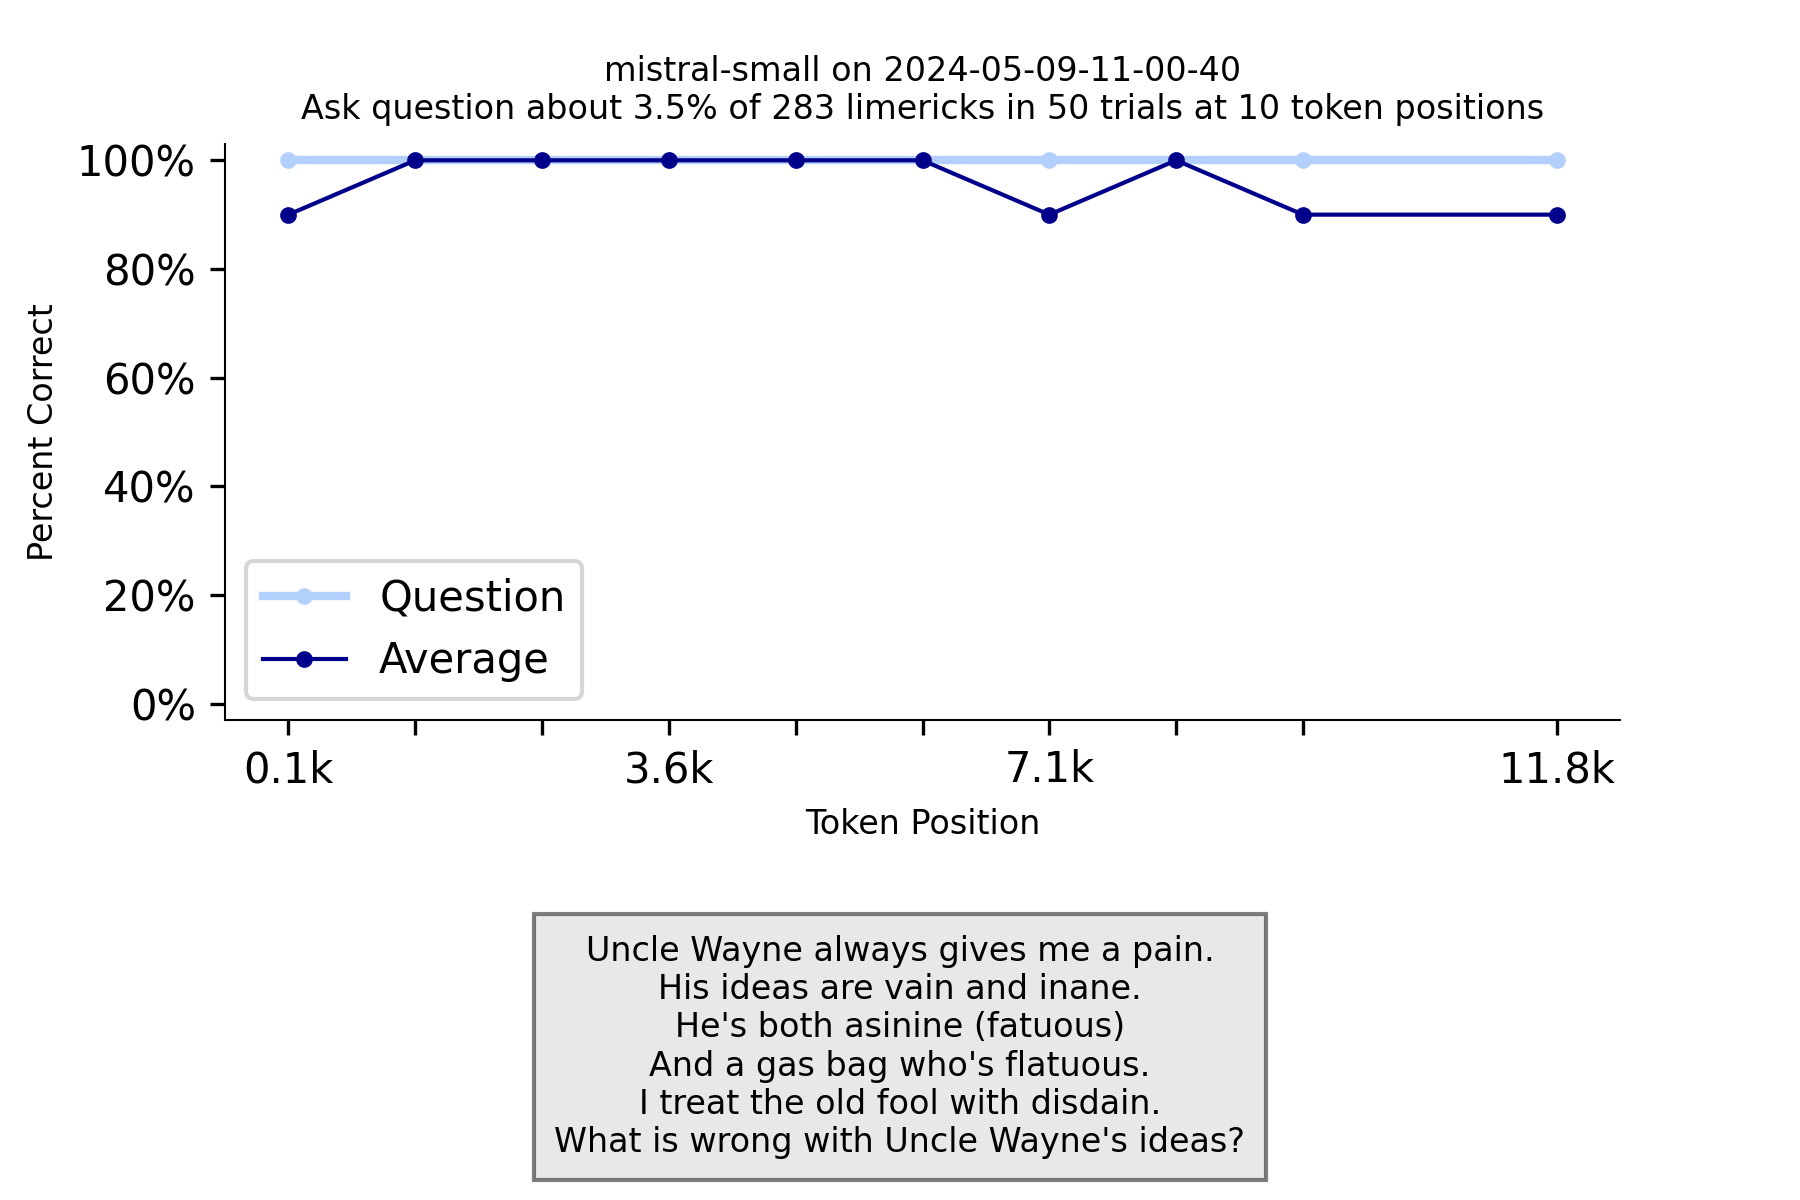 mistral-small on 2024-05-09-11-00-40
Ask question about 3.5% of 283 limericks in 50 trials at 10 token positions
100%
80%
60%
40%
20%
0%
Percent Correct
Question
Average
0.1k
3.6k
7.1k
11.8k
Token Position
Uncle Wayne always gives me a pain.
His ideas are vain and inane.
He's both asinine (fatuous)
And a gas bag who's flatuous.
I treat the old fool with disdain.
What is wrong with Uncle Wayne's ideas?